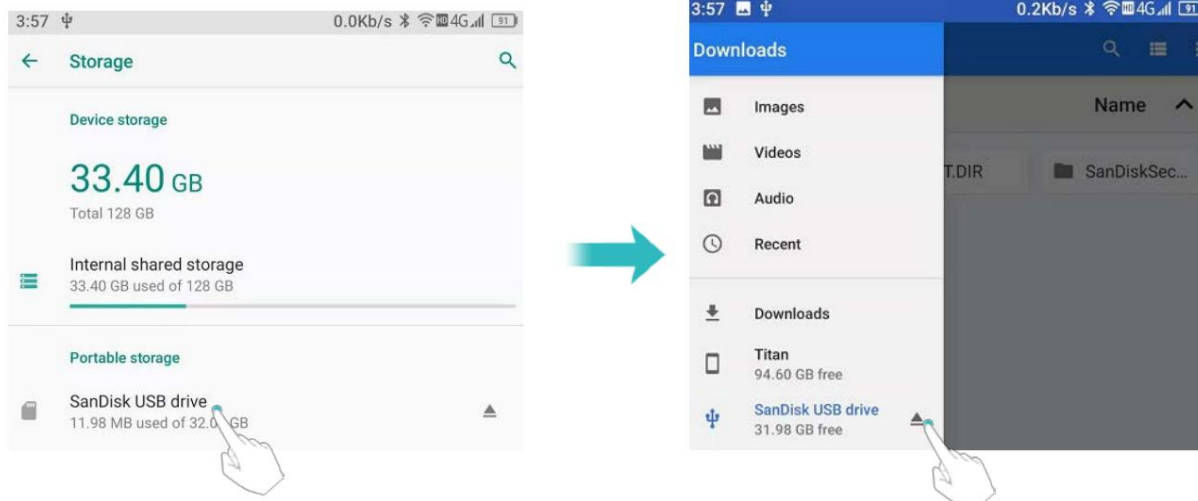 3:57
0.0Kb/s
HD
4G
91
Storage
Device storage
33.40 GB
Total 128 GB
Internal shared storage
33.40 GB used of 128 GB
Portable storage
SanDisk USB drive
11.98 MB used of 32.0 GB
3:57
0.2Kb/s
HD
4G
91
Downloads
Images
Videos
Audio
Recent
Downloads
Titan
94.60 GB free
SanDisk USB drive
31.98 GB free
Name
T.DIR
SanDiskSec...